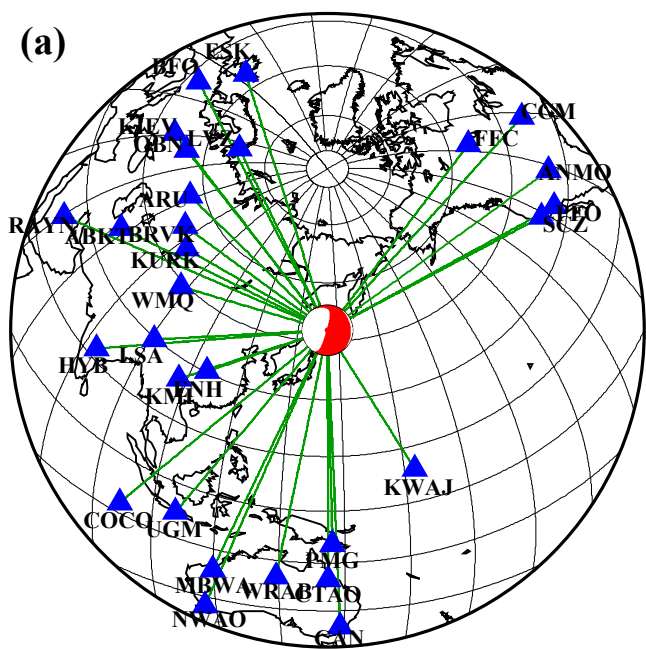 (a)
ESK
BFO
CCM
KIEV
OBN
LVZ
FFC
ANMO
ARU
PFO
RAYN
ABKT
BRVK
SUZ
KURK
WMQ
LSA
HYB
ENH
KMI
KWAJ
COCO
UGM
PMG
MBWA
WRAB
CTAO
NWAO
CAN